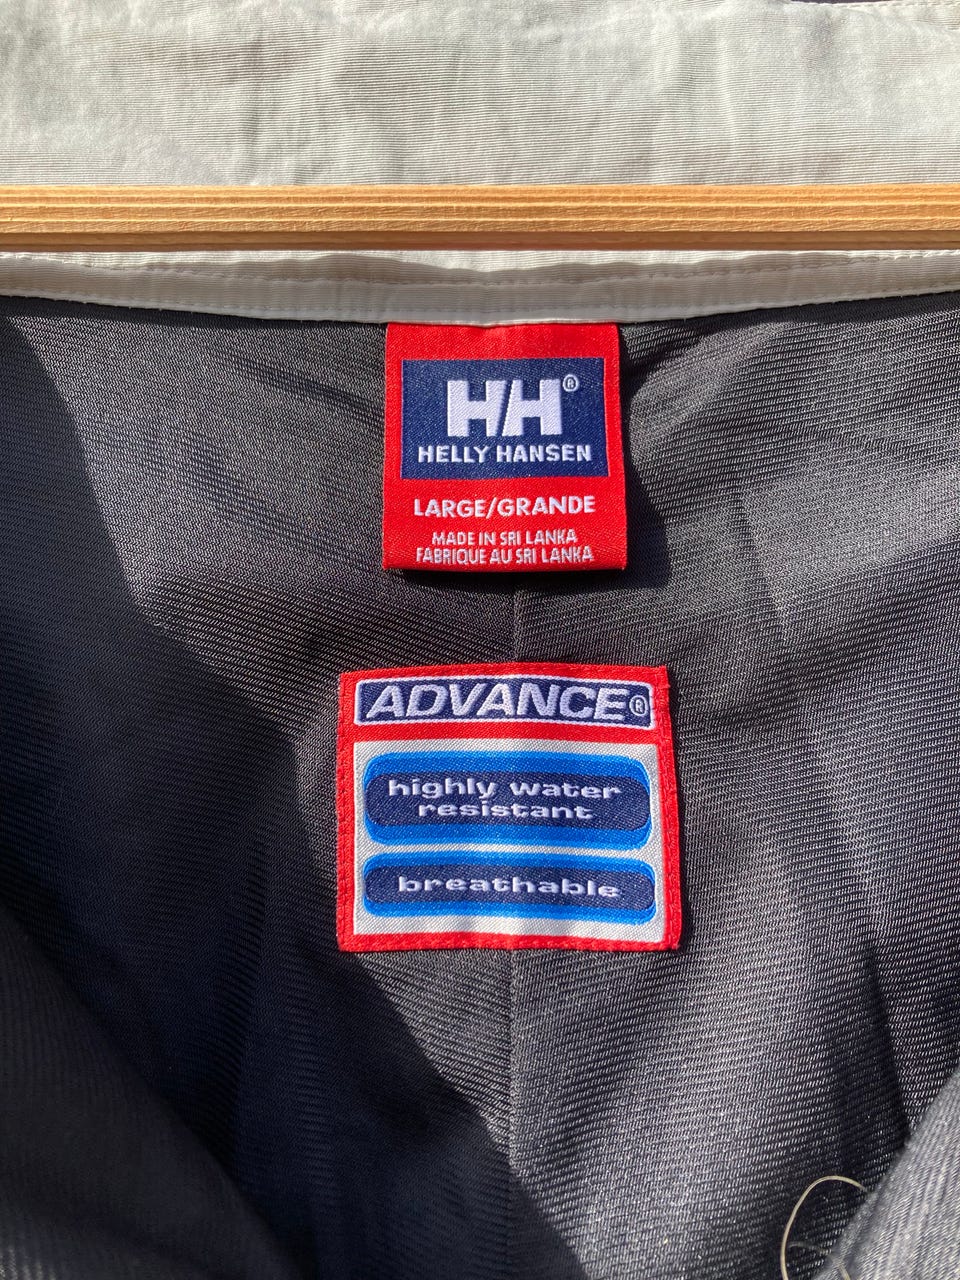 HH®
HELLY HANSEN
LARGE/GRANDE
MADE IN SRI LANKA
FABRIQUE AU SRI LANKA
ADVANCE®
highly water
resistant
breathable